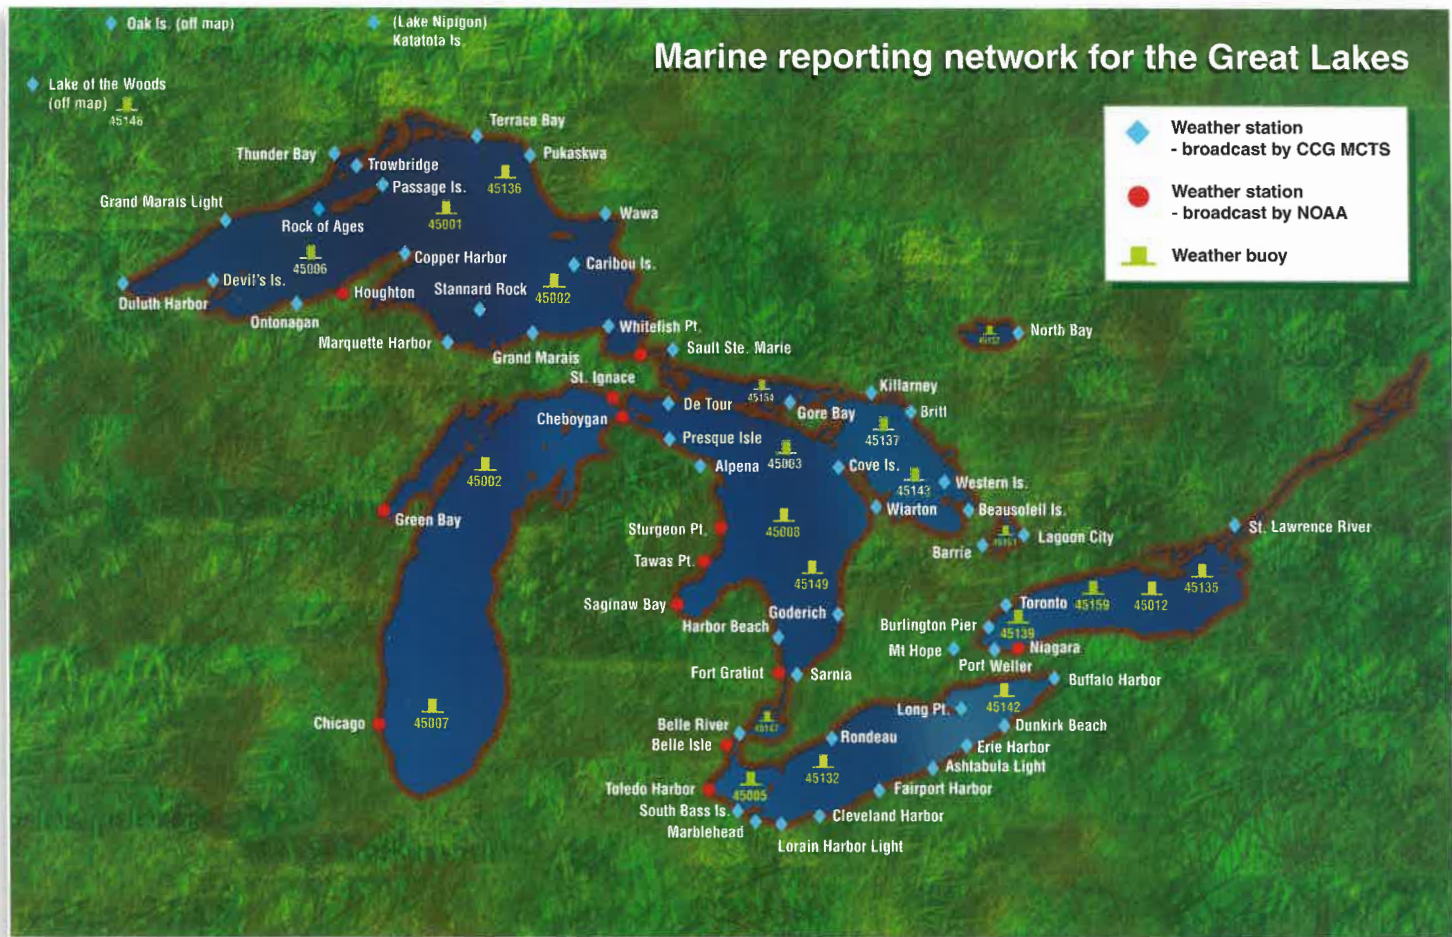 Oak Is. (off map)
(Lake Nipigon)
Katatota Is.
Marine reporting network for the Great Lakes
Lake of the Woods
(off map)
45148
Weather station
- broadcast by CCG MCTS
Weather station
- broadcast by NOAA
Weather buoy
Terrace Bay
Thunder Bay
Trowbridge
Pukaskwa
Passage Is.
45136
Grand Marais Light
45001
Wawa
Rock of Ages
Copper Harbor
Caribou Is.
45006
Devil's Is.
Stannard Rock
45002
Houghton
Duluth Harbor
Ontonagan
Whitefish Pt.
North Bay
Marquette Harbor
Grand Marais
Sault Ste. Marie
St. Ignace
Killarney
45154
De Tour
Gore Bay
Britt
Cheboygan
Presque Isle
45137
Alpena
45003
Cove Is.
45002
45143
Western Is.
Green Bay
Wiarton
Beausoleil Is.
Sturgeon Pt.
45008
St. Lawrence River
Lagoon City
Barrie
Tawas Pt.
45149
45135
Saginaw Bay
Goderich
Toronto
45159
45012
Harbor Beach
Burlington Pier
45139
Mt Hope
Niagara
Port Weller
Fort Gratiot
Sarnia
Buffalo Harbor
45142
Long Pt.
Chicago
45007
Belle River
45147
Dunkirk Beach
Belle Isle
Rondeau
Erie Harbor
45132
Ashtabula Light
Toledo Harbor
45005
Fairport Harbor
South Bass Is.
Cleveland Harbor
Marblehead
Lorain Harbor Light